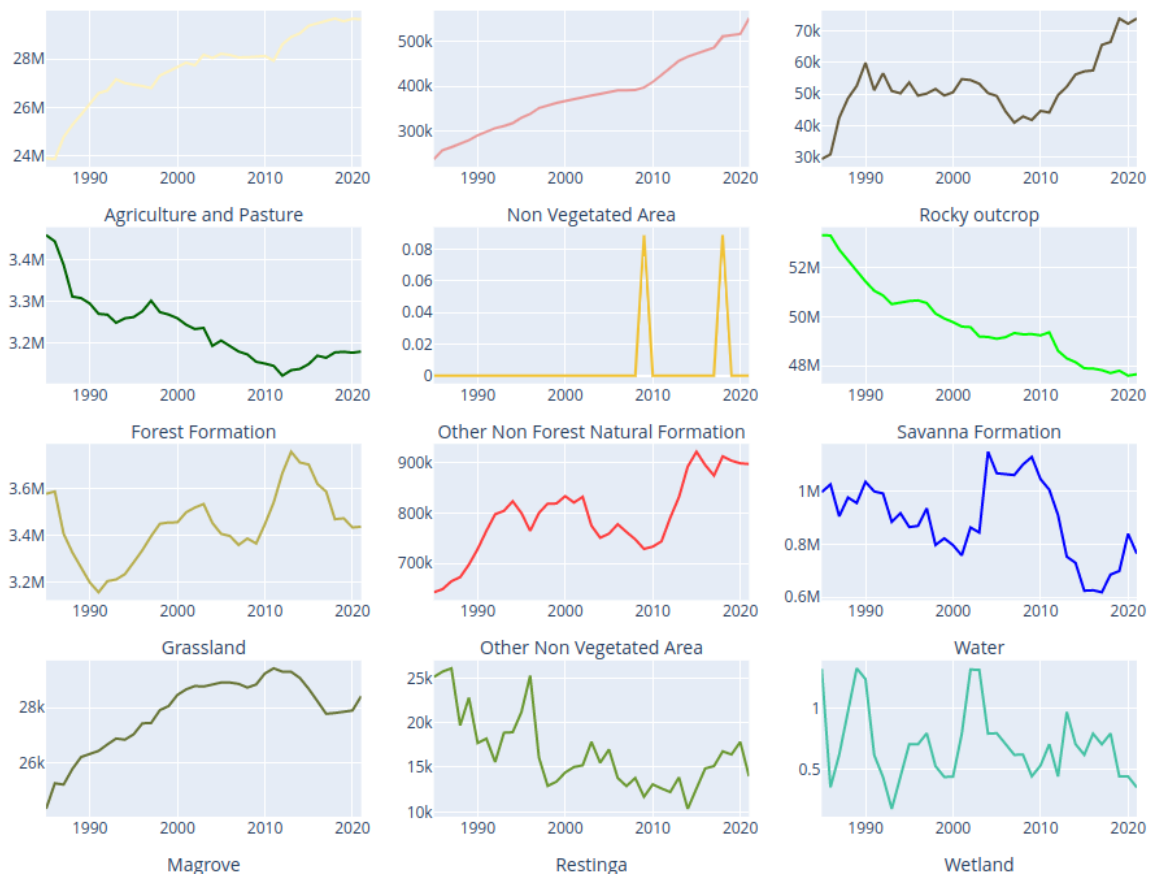 28M
26M
24M
1990 2000 2010 2020
Agriculture and Pasture
500k
400k
300k
1990 2000 2010 2020
Non Vegetated Area
70k
60k
50k
40k
30k
1990 2000 2010 2020
Rocky outcrop
3.4M
3.3M
3.2M
1990 2000 2010 2020
Forest Formation
0.08
0.06
0.04
0.02
0
1990 2000 2010 2020
Other Non Forest Natural Formation
52M
50M
48M
1990 2000 2010 2020
Savanna Formation
3.6M
3.4M
3.2M
1990 2000 2010 2020
Grassland
900k
800k
700k
1990 2000 2010 2020
Other Non Vegetated Area
1M
0.8M
0.6M
1990 2000 2010 2020
Water
28k
26k
1990 2000 2010 2020
Magrove
25k
20k
15k
10k
1990 2000 2010 2020
Restinga
1
0.5
1990 2000 2010 2020
Wetland